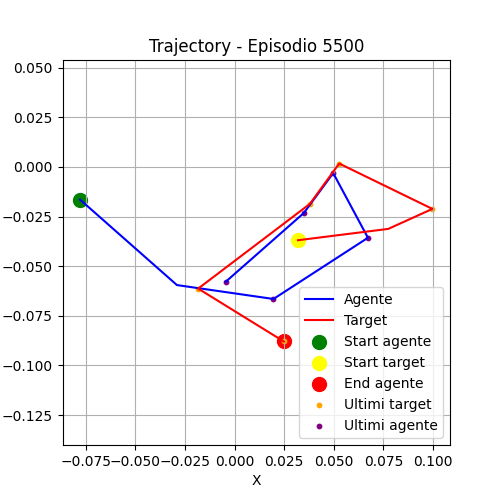 Trajectory - Episodio 5500
0.050
0.025
0.000
−0.025
−0.050
−0.075
−0.100
−0.125
−0.075−0.050−0.025 0.000 0.025 0.050 0.075 0.100
X
Agente
Target
Start agente
Start target
End agente
Ultimi target
Ultimi agente